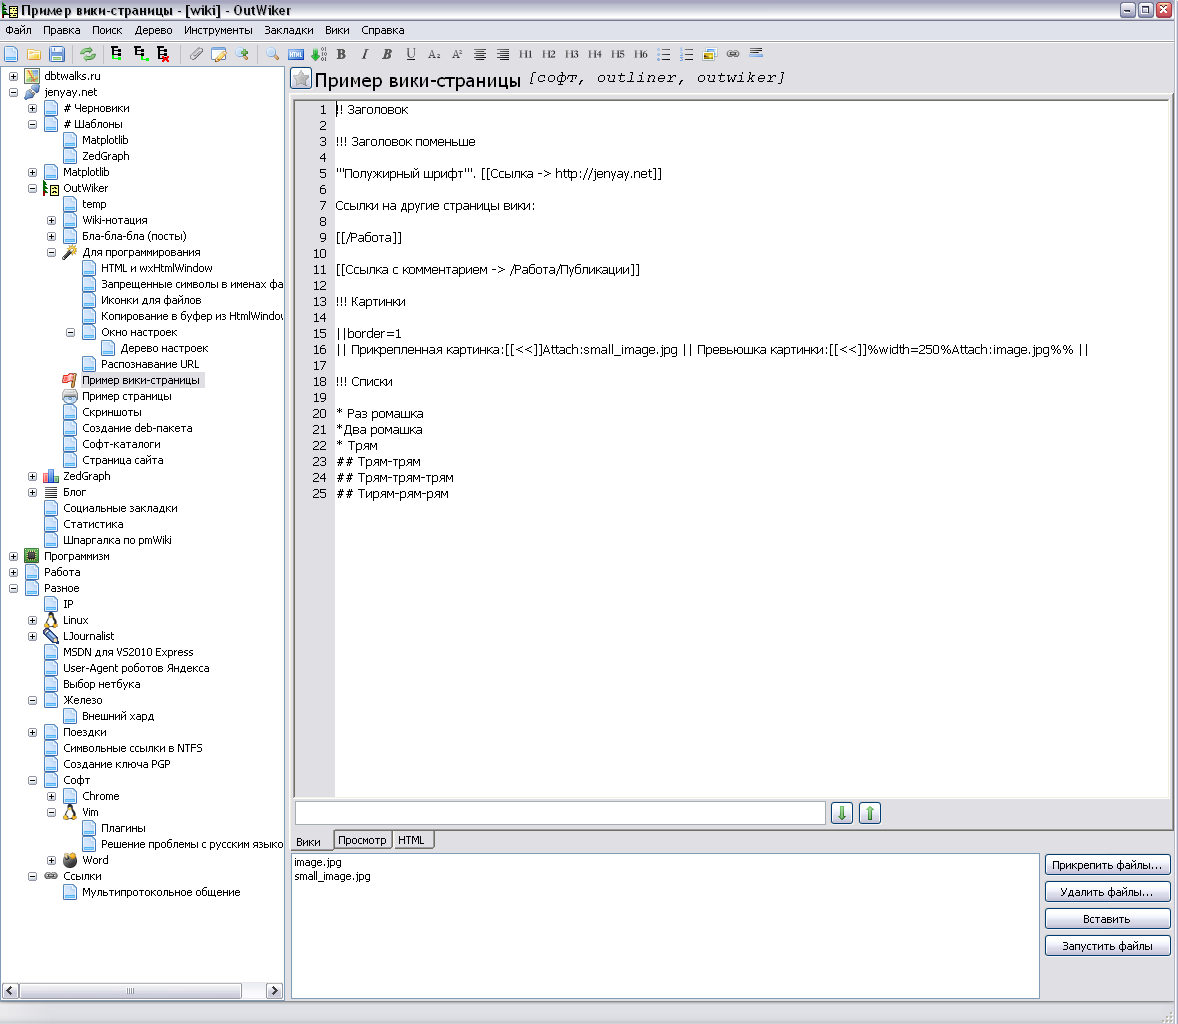 Пример вики-страницы - [wiki] - OutWiker
Файл Правка Поиск Дерево Инструменты Закладки Вики Справка
B I B U A₂ A² H1 H2 H3 H4 H5 H6
dbtwalks.ru
jenyay.net
# Черновики
# Шаблоны
Matplotlib
ZedGraph
Matplotlib
OutWiker
temp
Wiki-нотация
Бла-бла-бла (посты)
Для программирования
HTML и wxHtmlWindow
Запрещенные символы в именах фа
Иконки для файлов
Копирование в буфер из HtmlWindow
Окно настроек
Дерево настроек
Распознавание URL
Пример вики-страницы
Пример страницы
Скриншоты
Создание deb-пакета
Софт-каталоги
Страница сайта
ZedGraph
Блог
Социальные закладки
Статистика
Шпаргалка по pmWiki
Программизм
Работа
Разное
IP
Linux
LJournalist
MSDN для VS2010 Express
User-Agent роботов Яндекса
Выбор нетбука
Железо
Внешний хард
Поездки
Символьные ссылки в NTFS
Создание ключа PGP
Софт
Chrome
Vim
Плагины
Решение проблемы с русским языко
Word
Ссылки
Мультипротокольное общение
Пример вики-страницы [софт, outliner, outwiker]
1 !! Заголовок
2
3 !!! Заголовок поменьше
4
5 '''Полужирный шрифт'''. [[Ссылка -> http://jenyay.net]]
6
7 Ссылки на другие страницы вики:
8
9 [[/Работа]]
10
11 [[Ссылка с комментарием -> /Работа/Публикации]]
12
13 !!! Картинки
14
15 ||border=1
16 || Прикрепленная картинка:[[<<]]Attach:small_image.jpg || Превьюшка картинки:[[<<]]%width=250%Attach:image.jpg%% ||
17
18 !!! Списки
19
20 * Раз ромашка
21 *Два ромашка
22 * Трям
23 ## Трям-трям
24 ## Трям-трям-трям
25 ## Тирям-рям-рям
Вики Просмотр HTML
image.jpg
small_image.jpg
Прикрепить файлы...
Удалить файлы...
Вставить
Запустить файлы